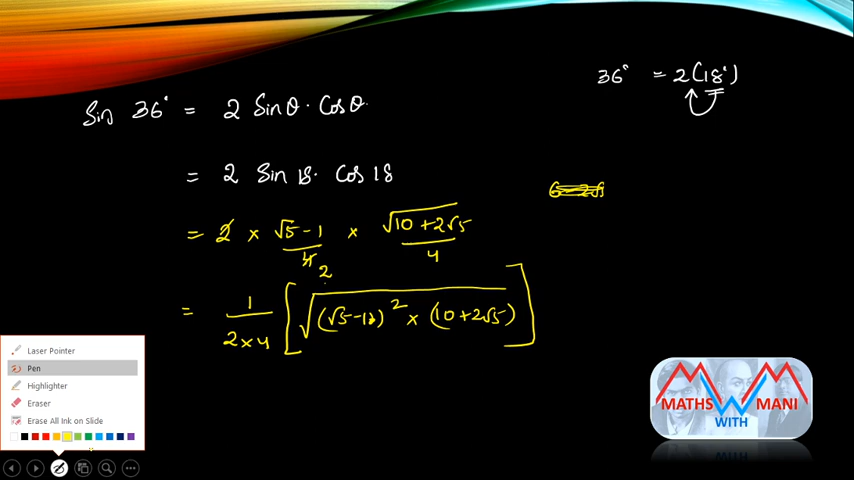 36° = 2(18°)
Sin 36° = 2 Sinθ · Cosθ
= 2 Sin 18 · Cos 18
= 2 × √5-1/4 × √10+2√5/4
2
= 1/2×4 [√(√5-1)² × (10+2√5)]
Laser Pointer
Pen
Highlighter
Eraser
Erase All Ink on Slide
MATHS MANI
WITH